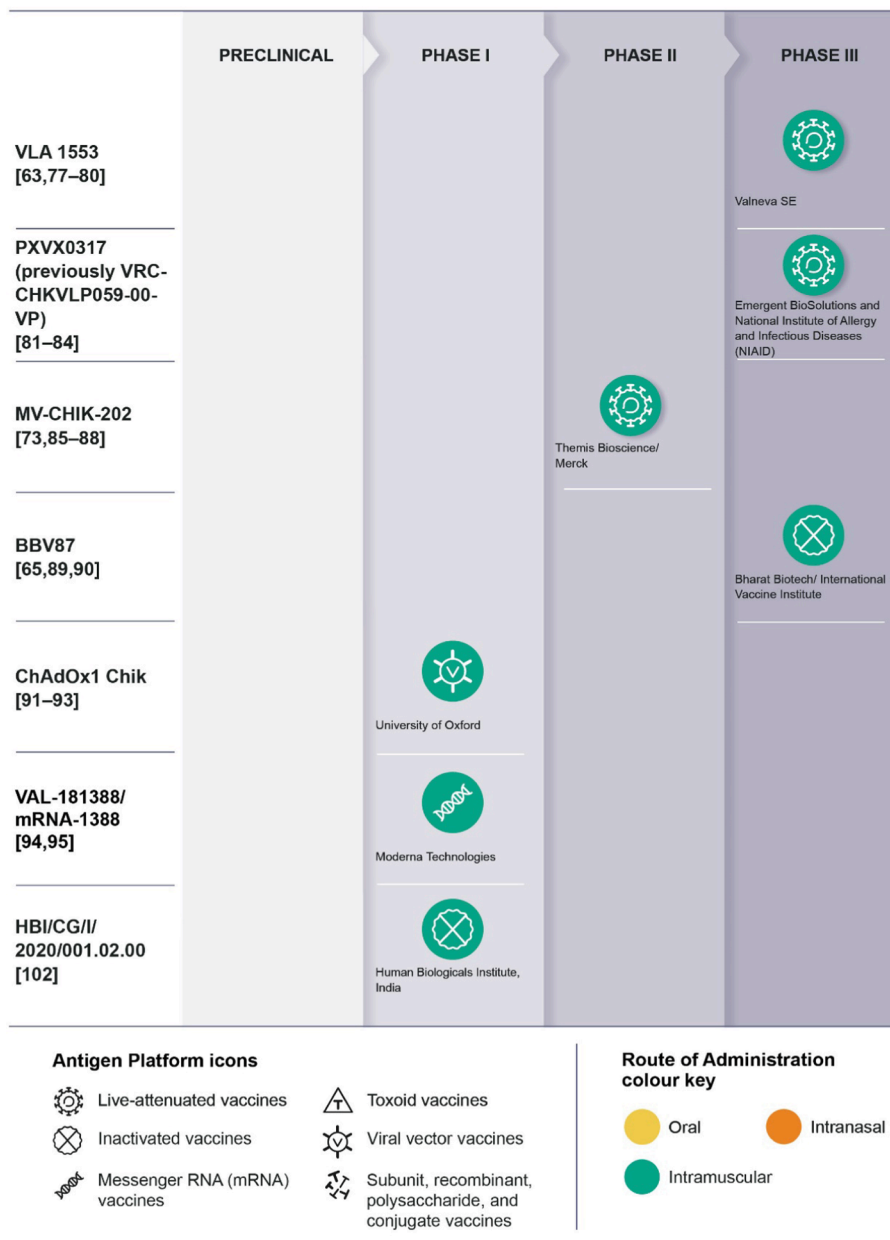 PRECLINICAL
PHASE I
PHASE II
PHASE III
VLA 1553
[63,77–80]
Valneva SE
PXVX0317
(previously VRC-
CHKVLP059-00-
VP)
[81–84]
Emergent BioSolutions and
National Institute of Allergy
and Infectious Diseases
(NIAID)
MV-CHIK-202
[73,85–88]
Themis Bioscience/
Merck
BBV87
[65,89,90]
Bharat Biotech/ International
Vaccine Institute
ChAdOx1 Chik
[91–93]
University of Oxford
VAL-181388/
mRNA-1388
[94,95]
Moderna Technologies
HBI/CG/I/
2020/001.02.00
[102]
Human Biologicals Institute,
India
Antigen Platform icons
Live-attenuated vaccines
Inactivated vaccines
Messenger RNA (mRNA)
vaccines
T
Toxoid vaccines
V
Viral vector vaccines
Subunit, recombinant,
polysaccharide, and
conjugate vaccines
Route of Administration
colour key
Oral
Intranasal
Intramuscular